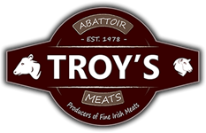 ABATTOIR
- EST. 1978 -
TROY'S
MEATS
Producers of Fine Irish Meats